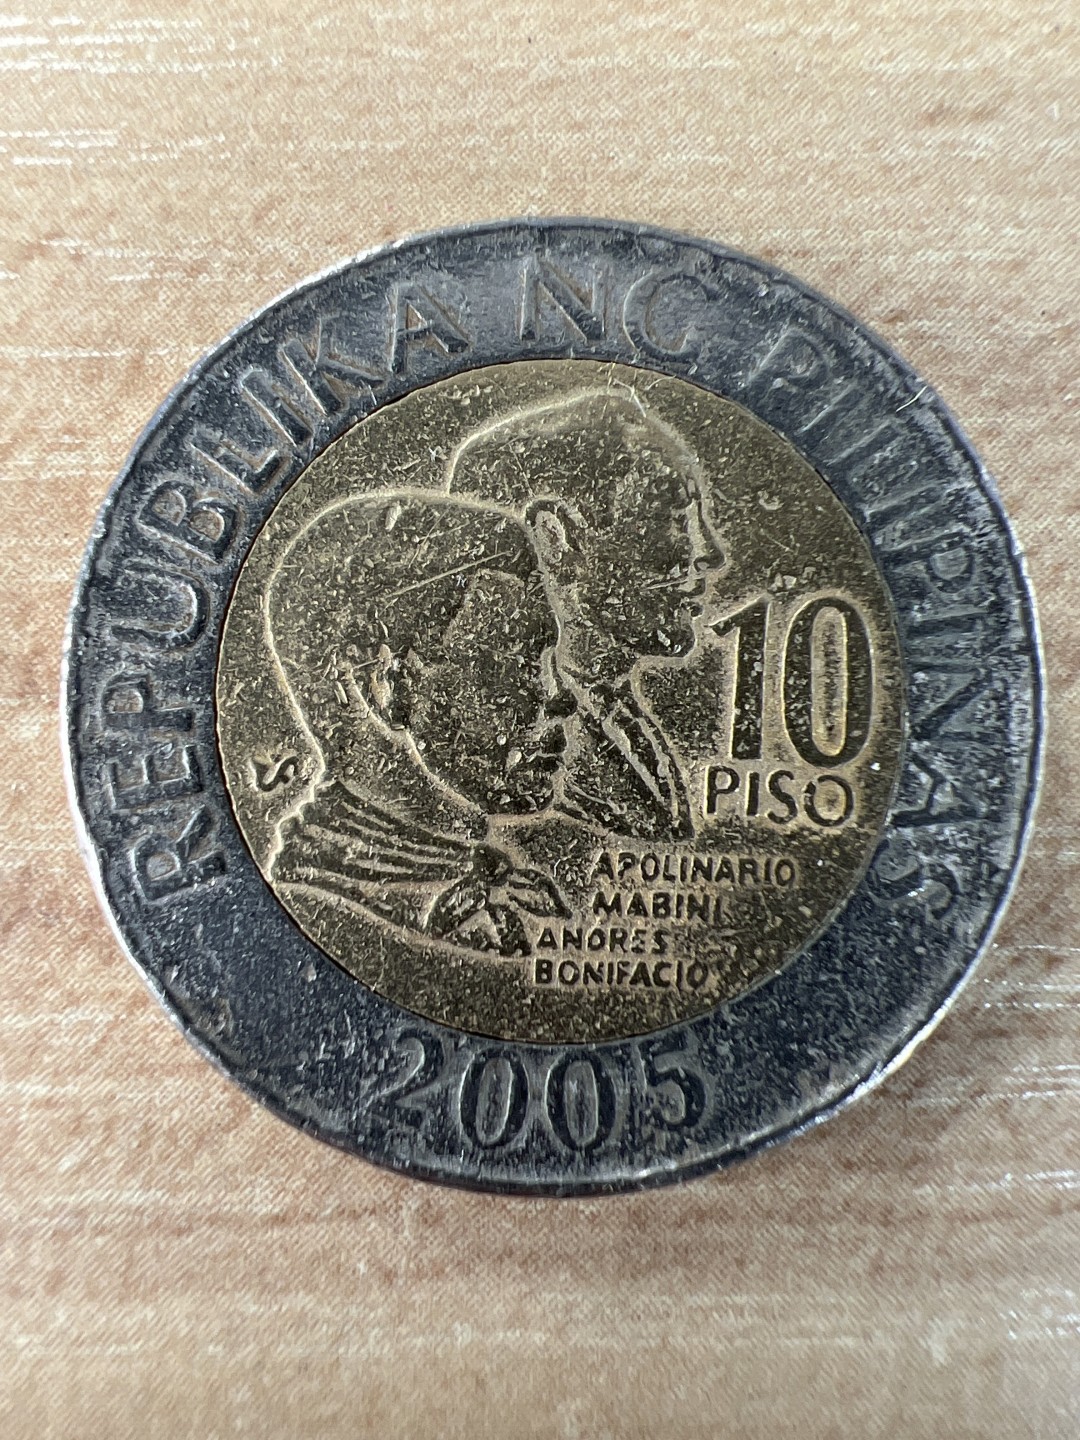 REPUBLIKA NG PILIPINAS
10
PISO
APOLINARIO
MABINI
ANDRES
BONIFACIO
2005